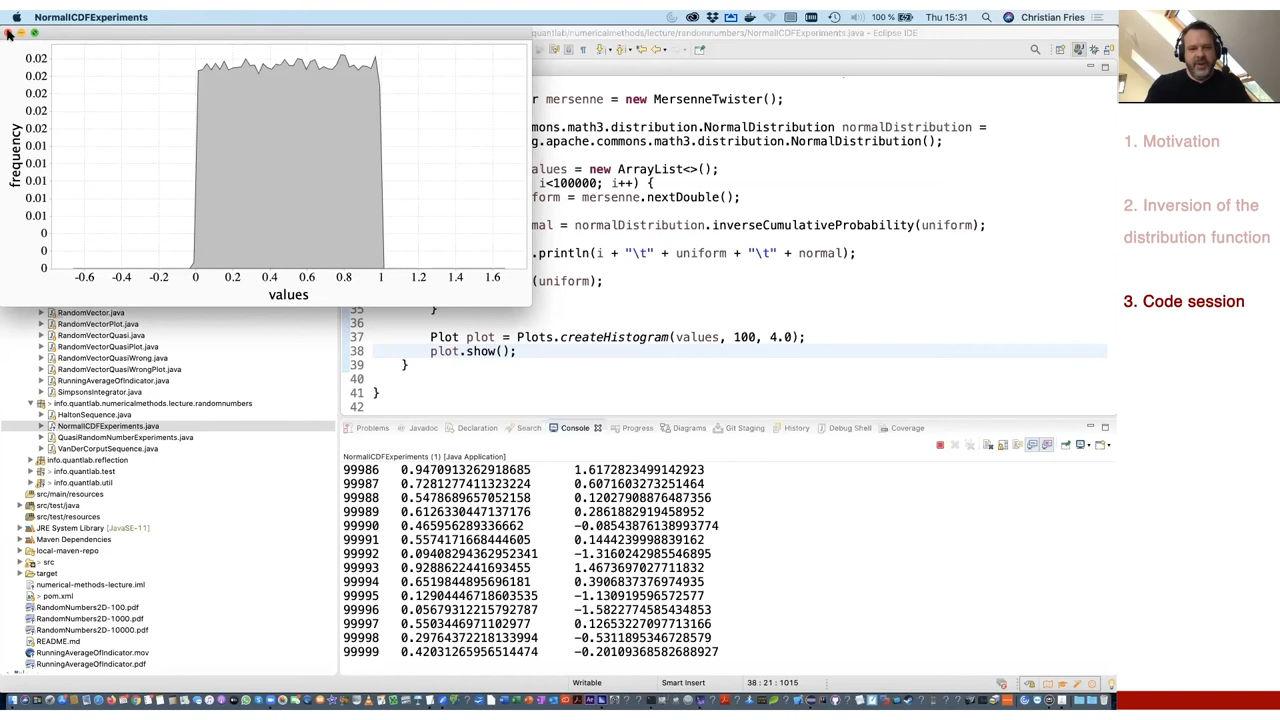 NormalICDFExperiments
100 %
Thu 15:31
Christian Fries
qlub/numericalmethods/lecture/randomnumbers/NormalICDFExperiments.java - Eclipse IDE
0.02
0.02
0.02
0.02
0.02
0.01
0.01
0.01
0.01
0.01
0
0
0
frequency
-0.6 -0.4 -0.2 0 0.2 0.4 0.6 0.8 1 1.2 1.4 1.6
values
r mersenne = new MersenneTwister();
mons.math3.distribution.NormalDistribution normalDistribution =
g.apache.commons.math3.distribution.NormalDistribution();
alues = new ArrayList<>();
i<100000; i++) {
form = mersenne.nextDouble();
mal = normalDistribution.inverseCumulativeProbability(uniform);
.println(i + "\t" + uniform + "\t" + normal);
(uniform);
35 }
36
37 Plot plot = Plots.createHistogram(values, 100, 4.0);
38 plot.show();
39 }
40
41 }
42
1. Motivation
2. Inversion of the
distribution function
3. Code session
RandomVector.java
RandomVectorPlot.java
RandomVectorQuasi.java
RandomVectorQuasiPlot.java
RandomVectorQuasiWrong.java
RandomVectorQuasiWrongPlot.java
RunningAverageOfIndicator.java
SimpsonsIntegrator.java
> info.quantlab.numericalmethods.lecture.randomnumbers
HaltonSequence.java
NormalICDFExperiments.java
QuasiRandomNumberExperiments.java
VanDerCorputSequence.java
info.quantlab.reflection
info.quantlab.test
info.quantlab.util
src/main/resources
src/test/java
src/test/resources
JRE System Library [JavaSE-11]
Maven Dependencies
local-maven-repo
> src
target
numerical-methods-lecture.iml
> pom.xml
RandomNumbers2D-100.pdf
RandomNumbers2D-1000.pdf
RandomNumbers2D-10000.pdf
README.md
RunningAverageOfIndicator.mov
RunningAverageOfIndicator.pdf
Problems Javadoc Declaration Search Console Progress Diagrams Git Staging History Debug Shell Coverage
NormalICDFExperiments (1) [Java Application]
99986 0.9470913262918685 1.6172823499142923
99987 0.7281277411323224 0.6071603273251464
99988 0.5478689657052158 0.12027908876487356
99989 0.6126330447137176 0.2861882919458952
99990 0.465956283536662 -0.08543876138993774
99991 0.5574171668444605 0.1444239998839162
99992 0.09408294362952341 -1.3160242985546895
99993 0.9288622441693455 1.4673697027711832
99994 0.6519844895696181 0.3906837376974935
99995 0.12904446718603535 -1.130919596572577
99996 0.05679312215792787 -1.5822774585434853
99997 0.5503446971102977 0.12653227097713166
99998 0.29764372218133994 -0.5311895346728579
99999 0.42031265956514474 -0.20109368582688927
Writable
Smart Insert
38 : 21 : 1015